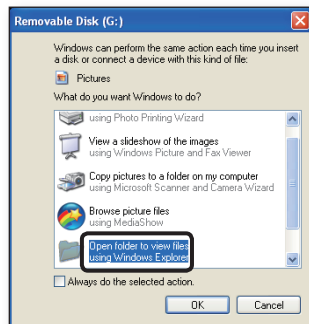 Removable Disk (G:)
Windows can perform the same action each time you insert
a disk or connect a device with this kind of file:
Pictures
What do you want Windows to do?
using Photo Printing Wizard
View a slideshow of the images
using Windows Picture and Fax Viewer
Copy pictures to a folder on my computer
using Microsoft Scanner and Camera Wizard
Browse picture files
using MediaShow
Open folder to view files
using Windows Explorer
Always do the selected action.
OK
Cancel